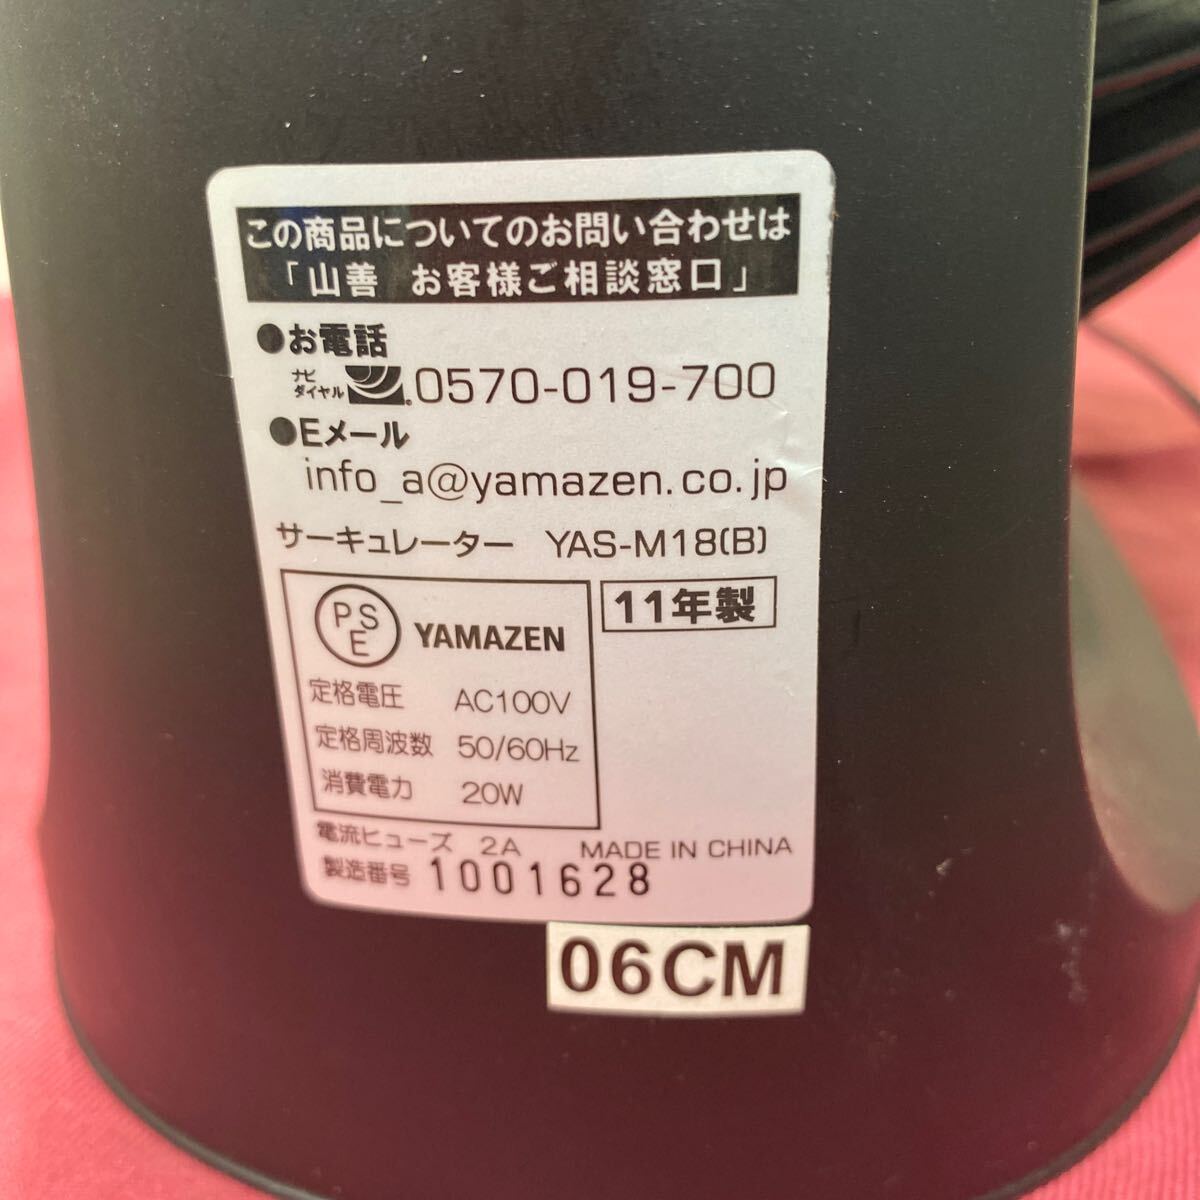 この商品についてのお問い合わせは
「山善 お客様ご相談窓口」
●お電話
ナビダイヤル 0570-019-700
●Eメール
info_a@yamazen.co.jp
サーキュレーター YAS-M18(B)
PSE YAMAZEN
11年製
定格電圧 AC100V
定格周波数 50/60Hz
消費電力 20W
電流ヒューズ 2A MADE IN CHINA
製造番号 1001628
06CM